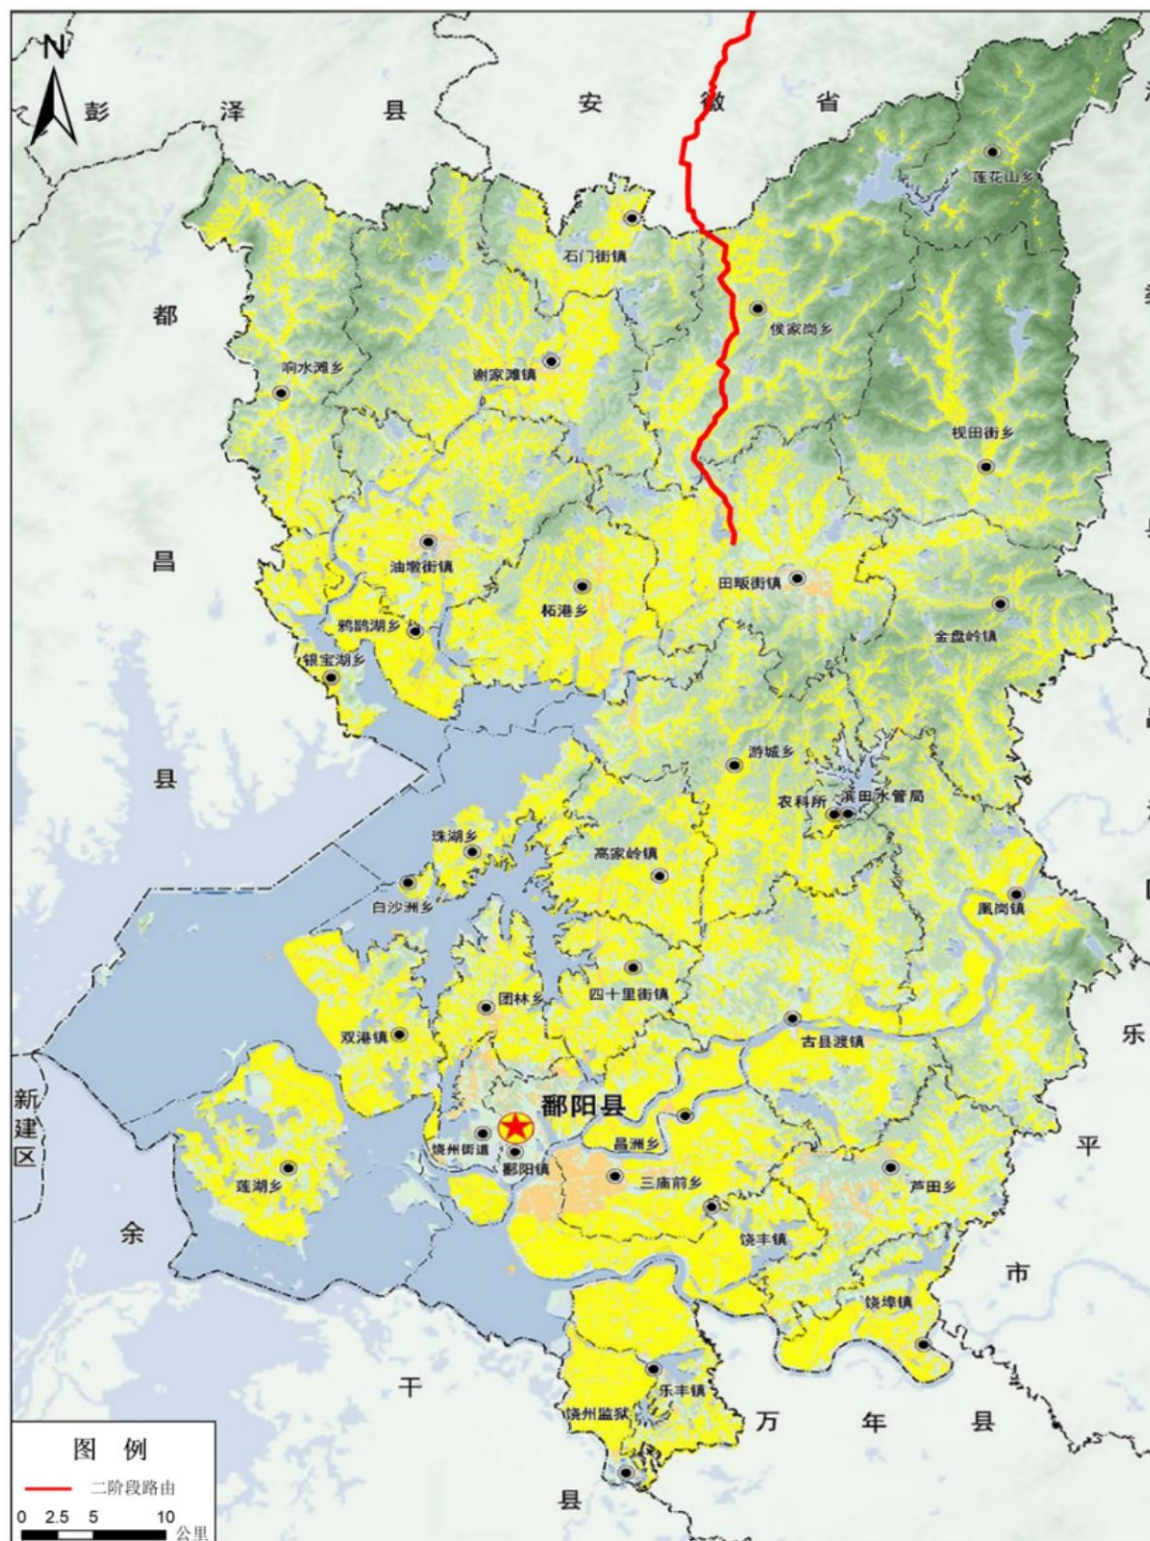 N
彭泽县
安徽省
莲花山乡
石门街镇
都
侯家岗乡
响水滩乡
谢家滩镇
枧田街乡
昌
油墩街镇
田畈街镇
柘港乡
鸦鹊湖乡
金盘岭镇
银宝湖乡
县
游城乡
农科所
滨田水管局
珠湖乡
高家岭镇
白沙洲乡
凰岗镇
团林乡
四十里街镇
双港镇
古县渡镇
乐
新建区
鄱阳县
饶州街道
昌洲乡
平
鄱阳镇
莲湖乡
三庙前乡
芦田乡
余
饶丰镇
市
饶埠镇
干
乐丰镇
饶州监狱
万年县
图例
二阶段路由
县
0 2.5 5 10
公里